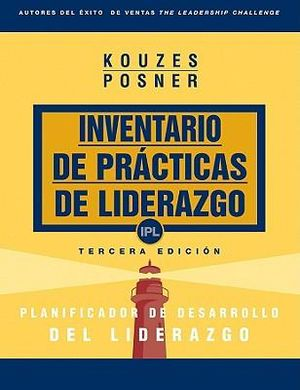 AUTORES DEL ÉXITO DE VENTAS THE LEADERSHIP CHALLENGE
KOUZES
POSNER
INVENTARIO
DE PRÁCTICAS
DE LIDERAZGO
IPL
TERCERA EDICIÓN
PLANIFICADOR DE DESARROLLO
DEL LIDERAZGO